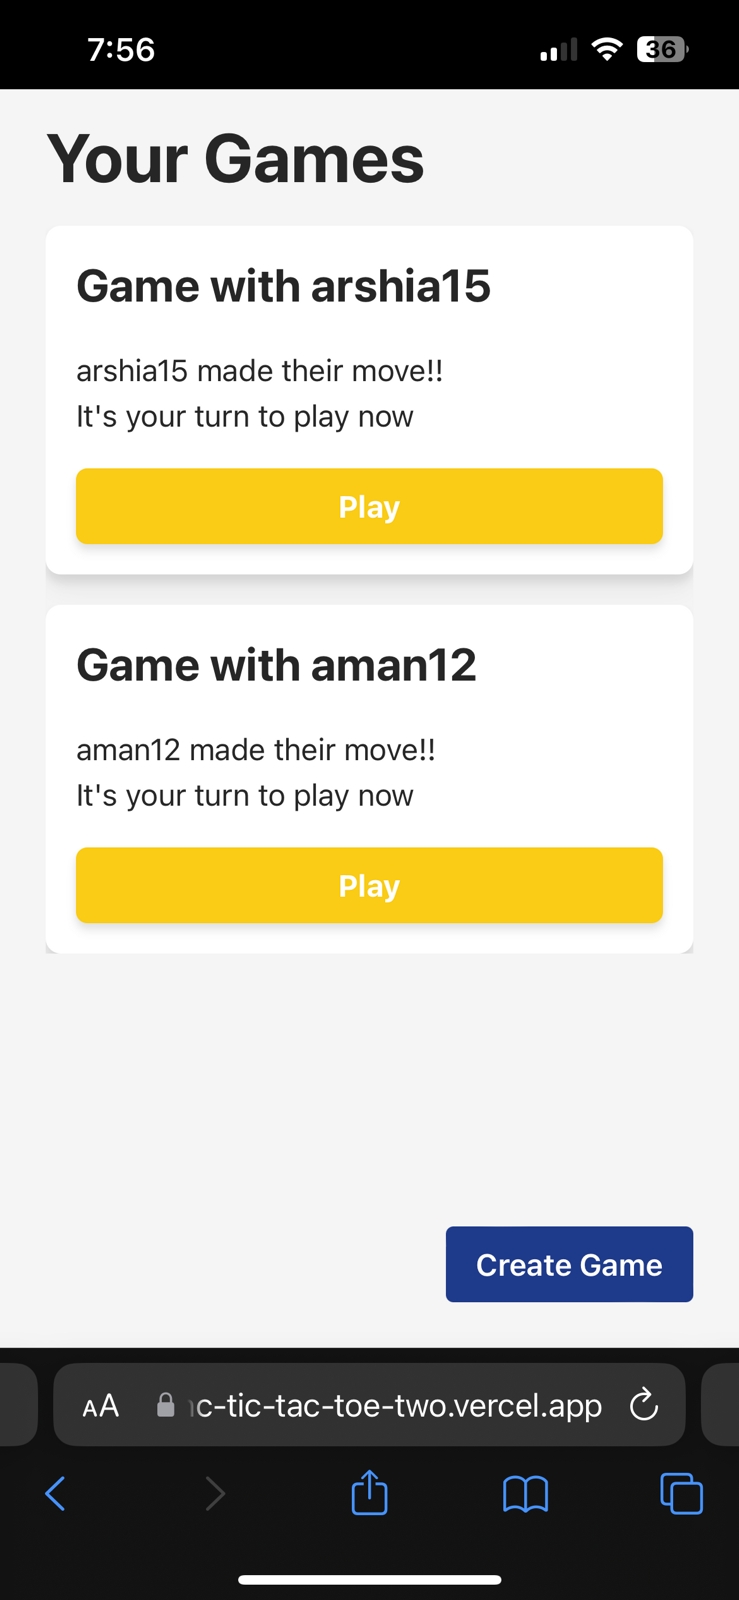 7:56
36
Your Games
Game with arshia15
arshia15 made their move!!
It's your turn to play now
Play
Game with aman12
aman12 made their move!!
It's your turn to play now
Play
Create Game
AA
c-tic-tac-toe-two.vercel.app